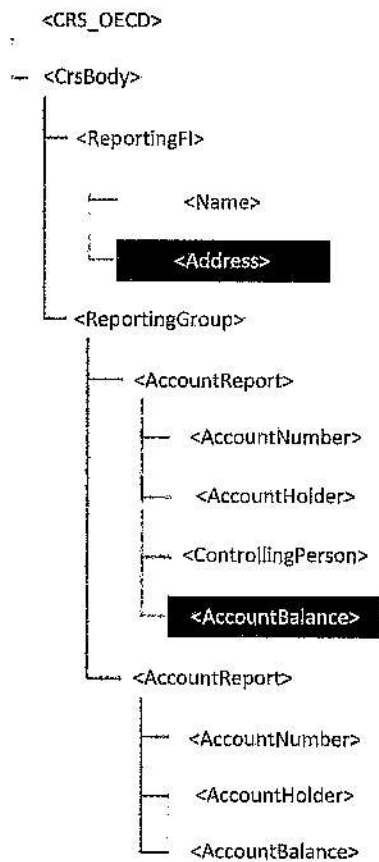 <CRS_OECD>
<CrsBody>
<ReportingFI>
<Name>
<Address>
<ReportingGroup>
<AccountReport>
<AccountNumber>
<AccountHolder>
<ControllingPerson>
<AccountBalance>
<AccountReport>
<AccountNumber>
<AccountHolder>
<AccountBalance>